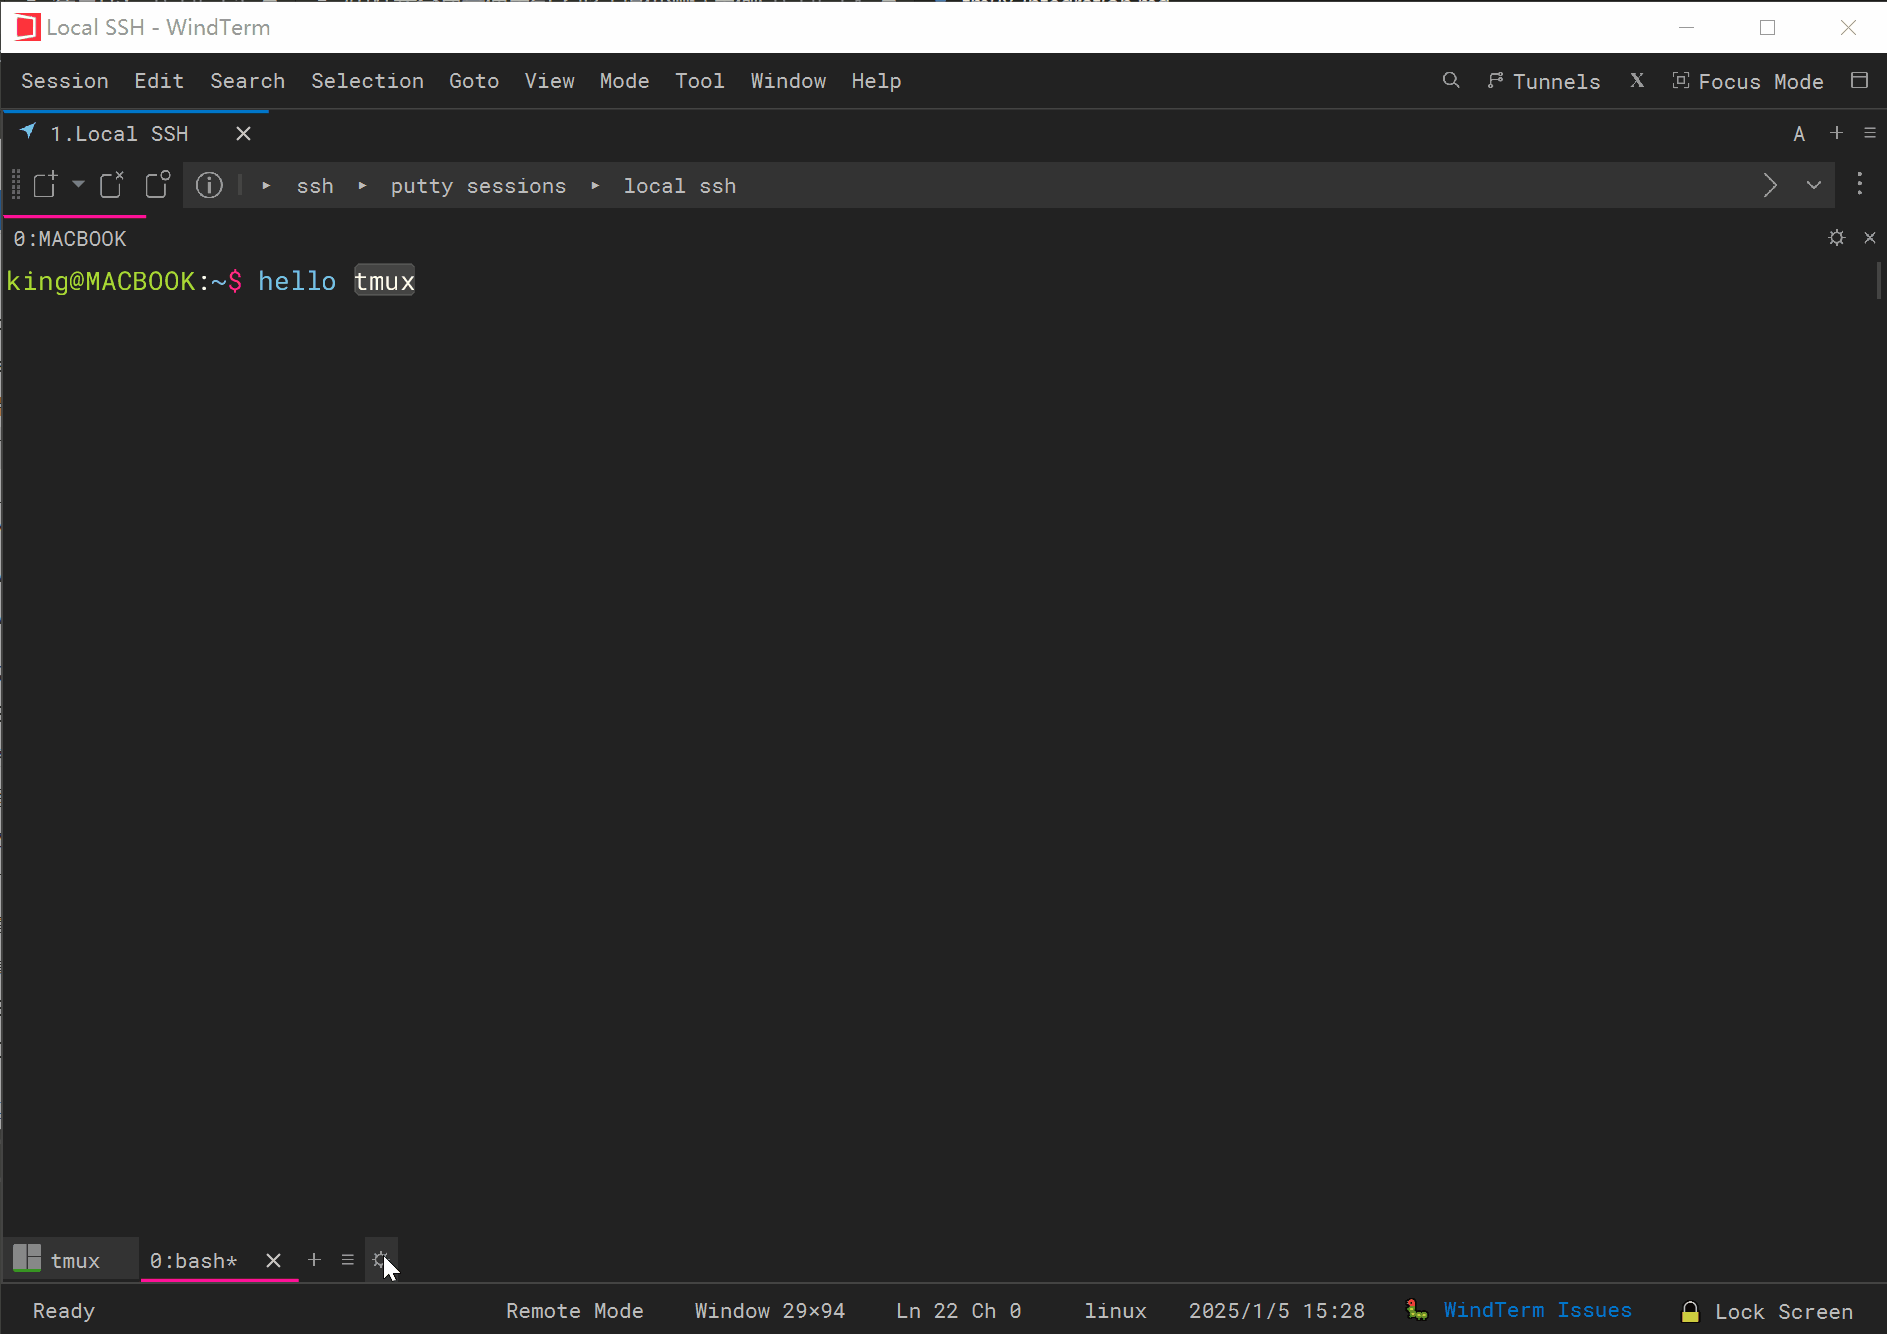 Local SSH - WindTerm
Session Edit Search Selection Goto View Mode Tool Window Help Tunnels X Focus Mode
1.Local SSH A
ssh putty sessions local ssh
0:MACBOOK
king@MACBOOK:~$ hello tmux
tmux 0:bash*
Ready Remote Mode Window 29×94 Ln 22 Ch 0 linux 2025/1/5 15:28 WindTerm Issues Lock Screen